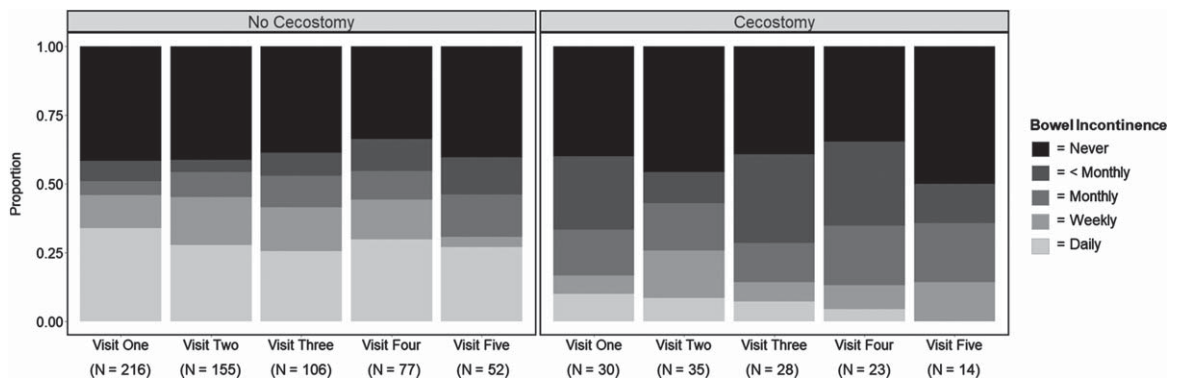 No Cecostomy Cecostomy
1.00
0.75
0.50
0.25
0.00
Proportion
Visit One Visit Two Visit Three Visit Four Visit Five Visit One Visit Two Visit Three Visit Four Visit Five
(N = 216) (N = 155) (N = 106) (N = 77) (N = 52) (N = 30) (N = 35) (N = 28) (N = 23) (N = 14)
Bowel Incontinence
= Never
= < Monthly
= Monthly
= Weekly
= Daily